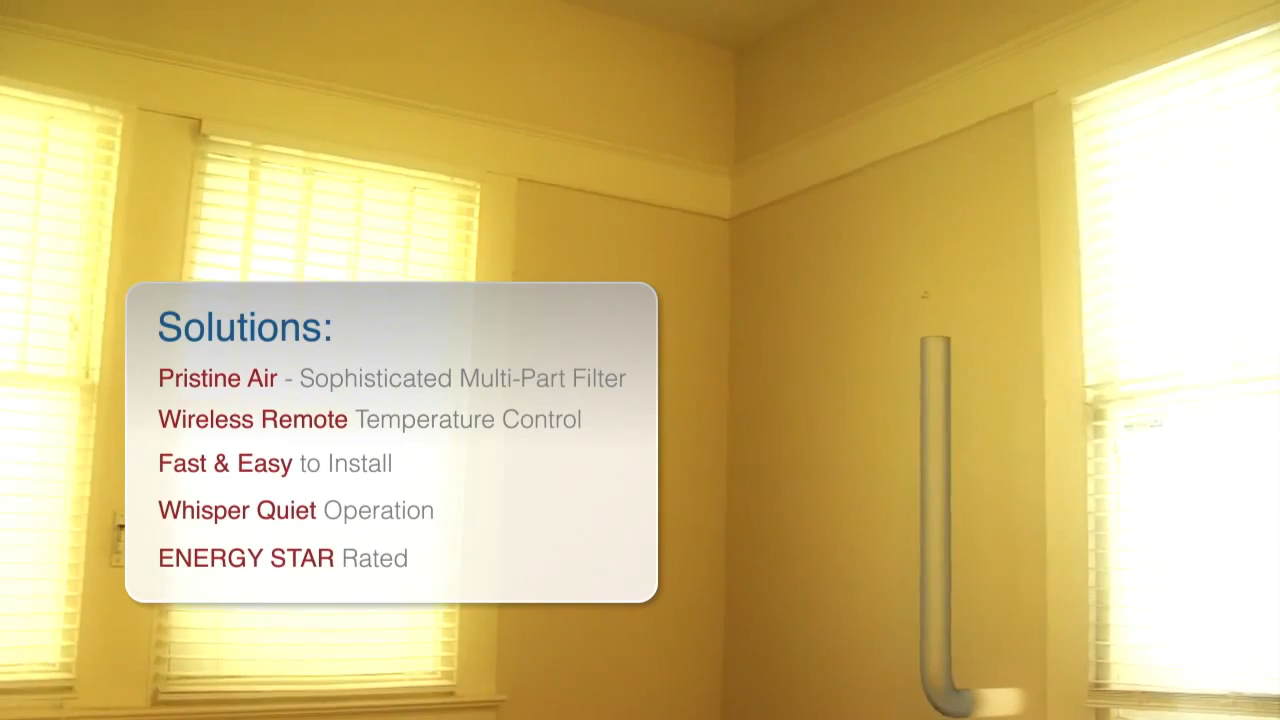 Solutions:
Pristine Air - Sophisticated Multi-Part Filter
Wireless Remote Temperature Control
Fast & Easy to Install
Whisper Quiet Operation
ENERGY STAR Rated